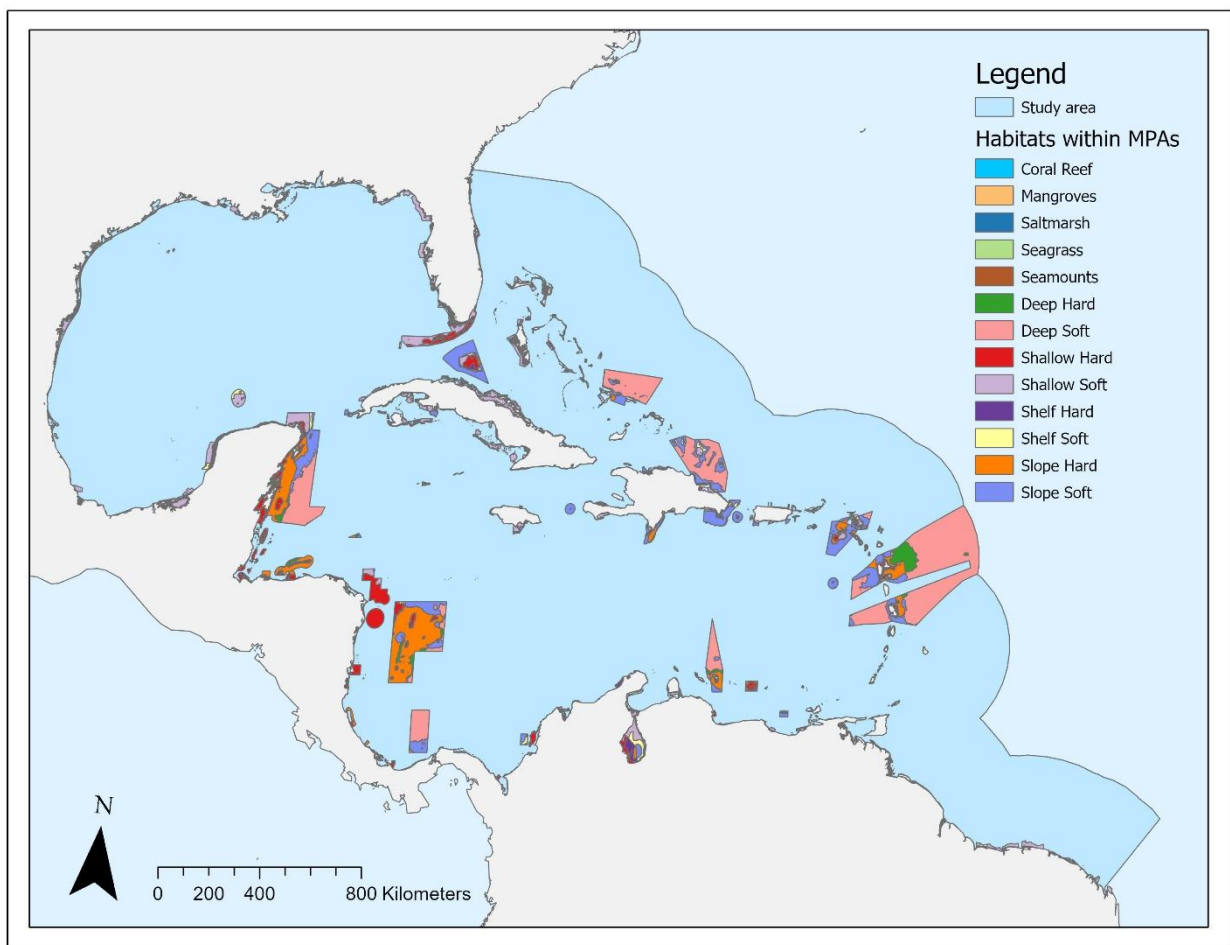 Legend
Study area
Habitats within MPAs
Coral Reef
Mangroves
Saltmarsh
Seagrass
Seamounts
Deep Hard
Deep Soft
Shallow Hard
Shallow Soft
Shelf Hard
Shelf Soft
Slope Hard
Slope Soft
N
0 200 400 800 Kilometers